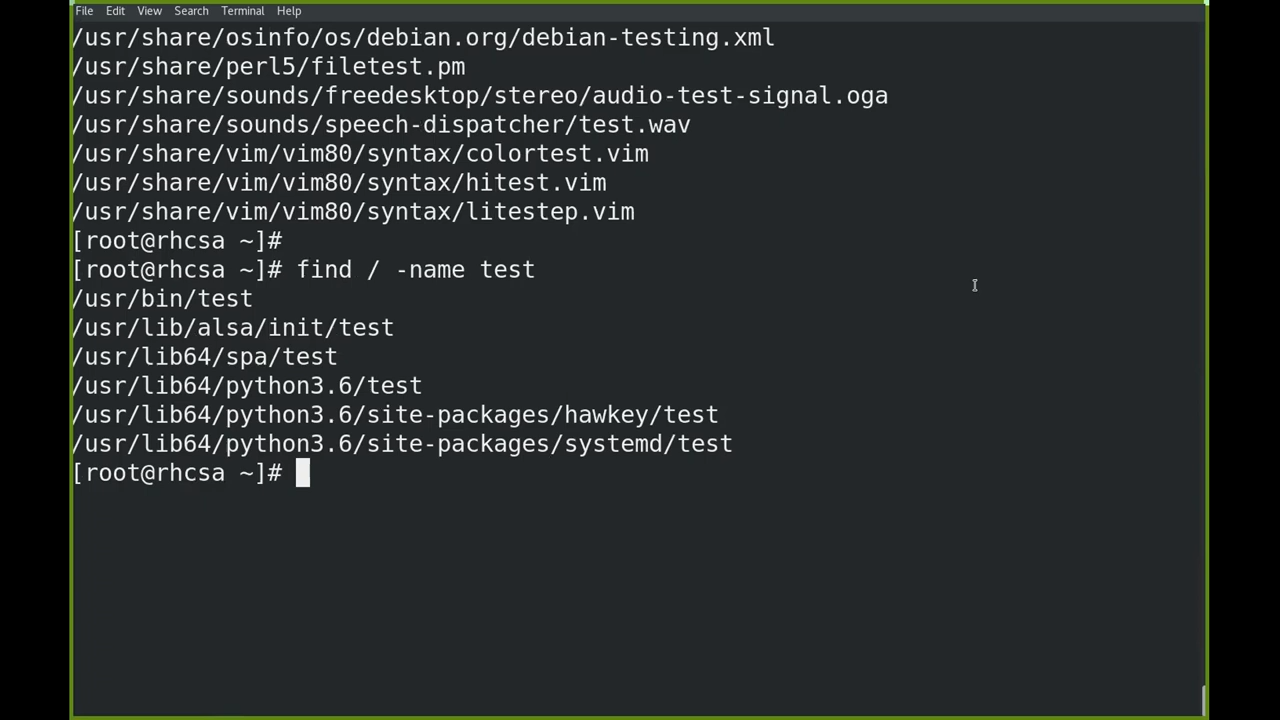 File Edit View Search Terminal Help
/usr/share/osinfo/os/debian.org/debian-testing.xml
/usr/share/perl5/filetest.pm
/usr/share/sounds/freedesktop/stereo/audio-test-signal.oga
/usr/share/sounds/speech-dispatcher/test.wav
/usr/share/vim/vim80/syntax/colortest.vim
/usr/share/vim/vim80/syntax/hitest.vim
/usr/share/vim/vim80/syntax/litestep.vim
[root@rhcsa ~]#
[root@rhcsa ~]# find / -name test
/usr/bin/test
/usr/lib/alsa/init/test
/usr/lib64/spa/test
/usr/lib64/python3.6/test
/usr/lib64/python3.6/site-packages/hawkey/test
/usr/lib64/python3.6/site-packages/systemd/test
[root@rhcsa ~]#